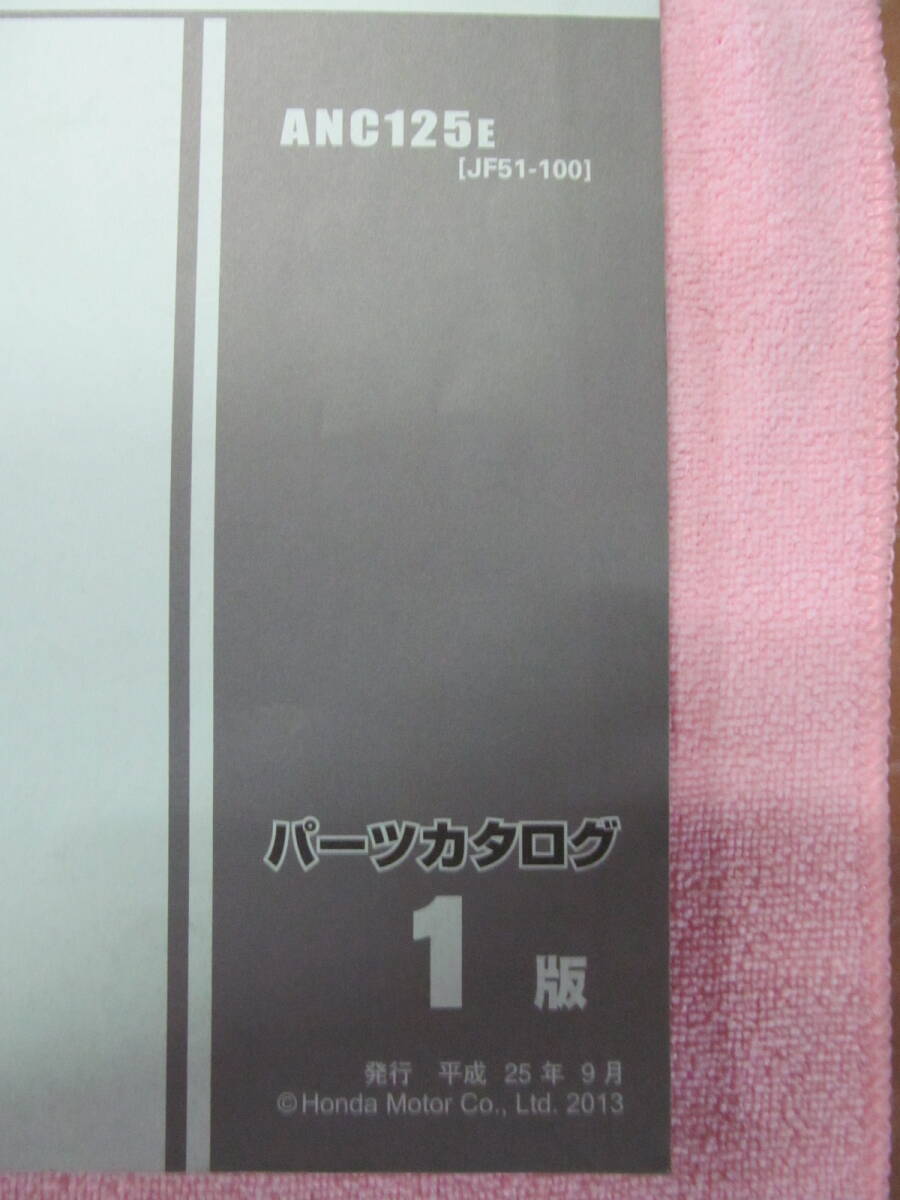 ANC125E
[JF51-100]
パーツカタログ
1 版
発行 平成 25 年 9 月
©Honda Motor Co., Ltd. 2013